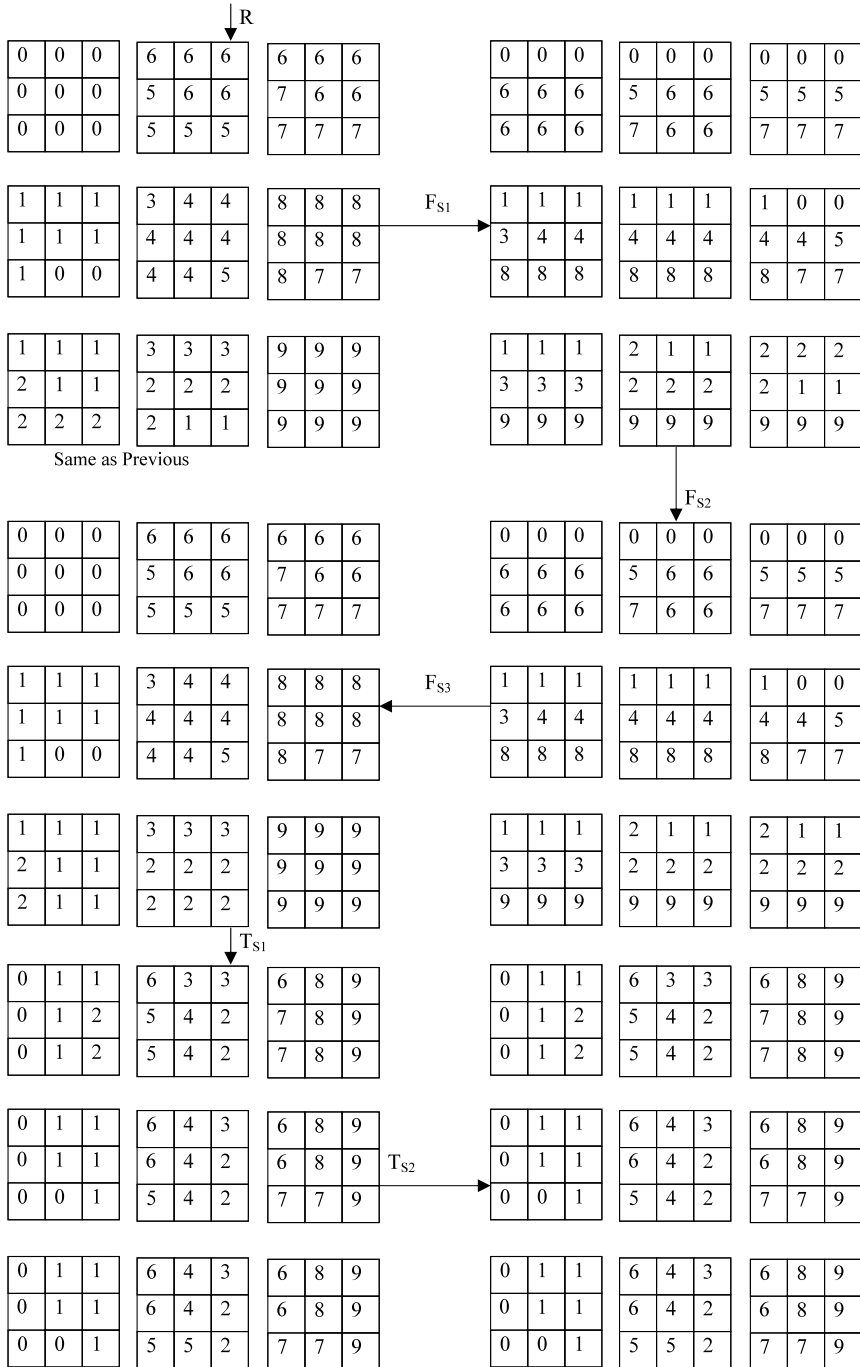 R
0 0 0 6 6 6 6 6 6 0 0 0 0 0 0 0 0 0
0 0 0 5 6 6 7 6 6 6 6 6 5 6 6 5 5 5
0 0 0 5 5 5 7 7 7 6 6 6 7 6 6 7 7 7
1 1 1 3 4 4 8 8 8 F_S1 1 1 1 1 1 1 1 0 0
1 1 1 4 4 4 8 8 8 3 4 4 4 4 4 4 4 5
1 0 0 4 4 5 8 7 7 8 8 8 8 8 8 8 7 7
1 1 1 3 3 3 9 9 9 1 1 1 2 1 1 2 2 2
2 1 1 2 2 2 9 9 9 3 3 3 2 2 2 2 1 1
2 2 2 2 1 1 9 9 9 9 9 9 9 9 9 9 9 9
Same as Previous
F_S2
0 0 0 6 6 6 6 6 6 0 0 0 0 0 0 0 0 0
0 0 0 5 6 6 7 6 6 6 6 6 5 6 6 5 5 5
0 0 0 5 5 5 7 7 7 6 6 6 7 6 6 7 7 7
1 1 1 3 4 4 8 8 8 F_S3 1 1 1 1 1 1 1 0 0
1 1 1 4 4 4 8 8 8 3 4 4 4 4 4 4 4 5
1 0 0 4 4 5 8 7 7 8 8 8 8 8 8 8 7 7
1 1 1 3 3 3 9 9 9 1 1 1 2 1 1 2 1 1
2 1 1 2 2 2 9 9 9 3 3 3 2 2 2 2 2 2
2 1 1 2 2 2 9 9 9 9 9 9 9 9 9 9 9 9
T_S1
0 1 1 6 3 3 6 8 9 0 1 1 6 3 3 6 8 9
0 1 2 5 4 2 7 8 9 0 1 2 5 4 2 7 8 9
0 1 2 5 4 2 7 8 9 0 1 2 5 4 2 7 8 9
0 1 1 6 4 3 6 8 9 0 1 1 6 4 3 6 8 9
0 1 1 6 4 2 6 8 9 T_S2 0 1 1 6 4 2 6 8 9
0 0 1 5 4 2 7 7 9 0 0 1 5 4 2 7 7 9
0 1 1 6 4 3 6 8 9 0 1 1 6 4 3 6 8 9
0 1 1 6 4 2 6 8 9 0 1 1 6 4 2 6 8 9
0 0 1 5 5 2 7 7 9 0 0 1 5 5 2 7 7 9